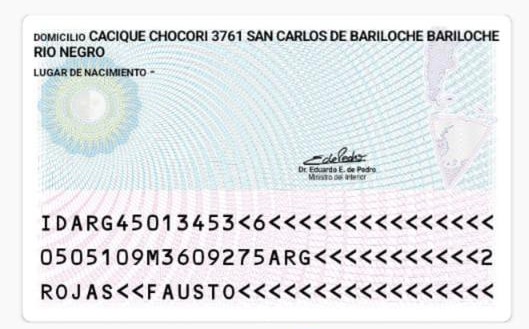 DOMICILIO CACIQUE CHOCORI 3761 SAN CARLOS DE BARILOCHE BARILOCHE
RIO NEGRO
LUGAR DE NACIMIENTO -
Dr. Eduardo E. de Pedro
Ministro del Interior
IDARG45013453<6<<<<<<<<<<<<<<<
0505109M3609275ARG<<<<<<<<<<<2
ROJAS<<FAUSTO<<<<<<<<<<<<<<<<<